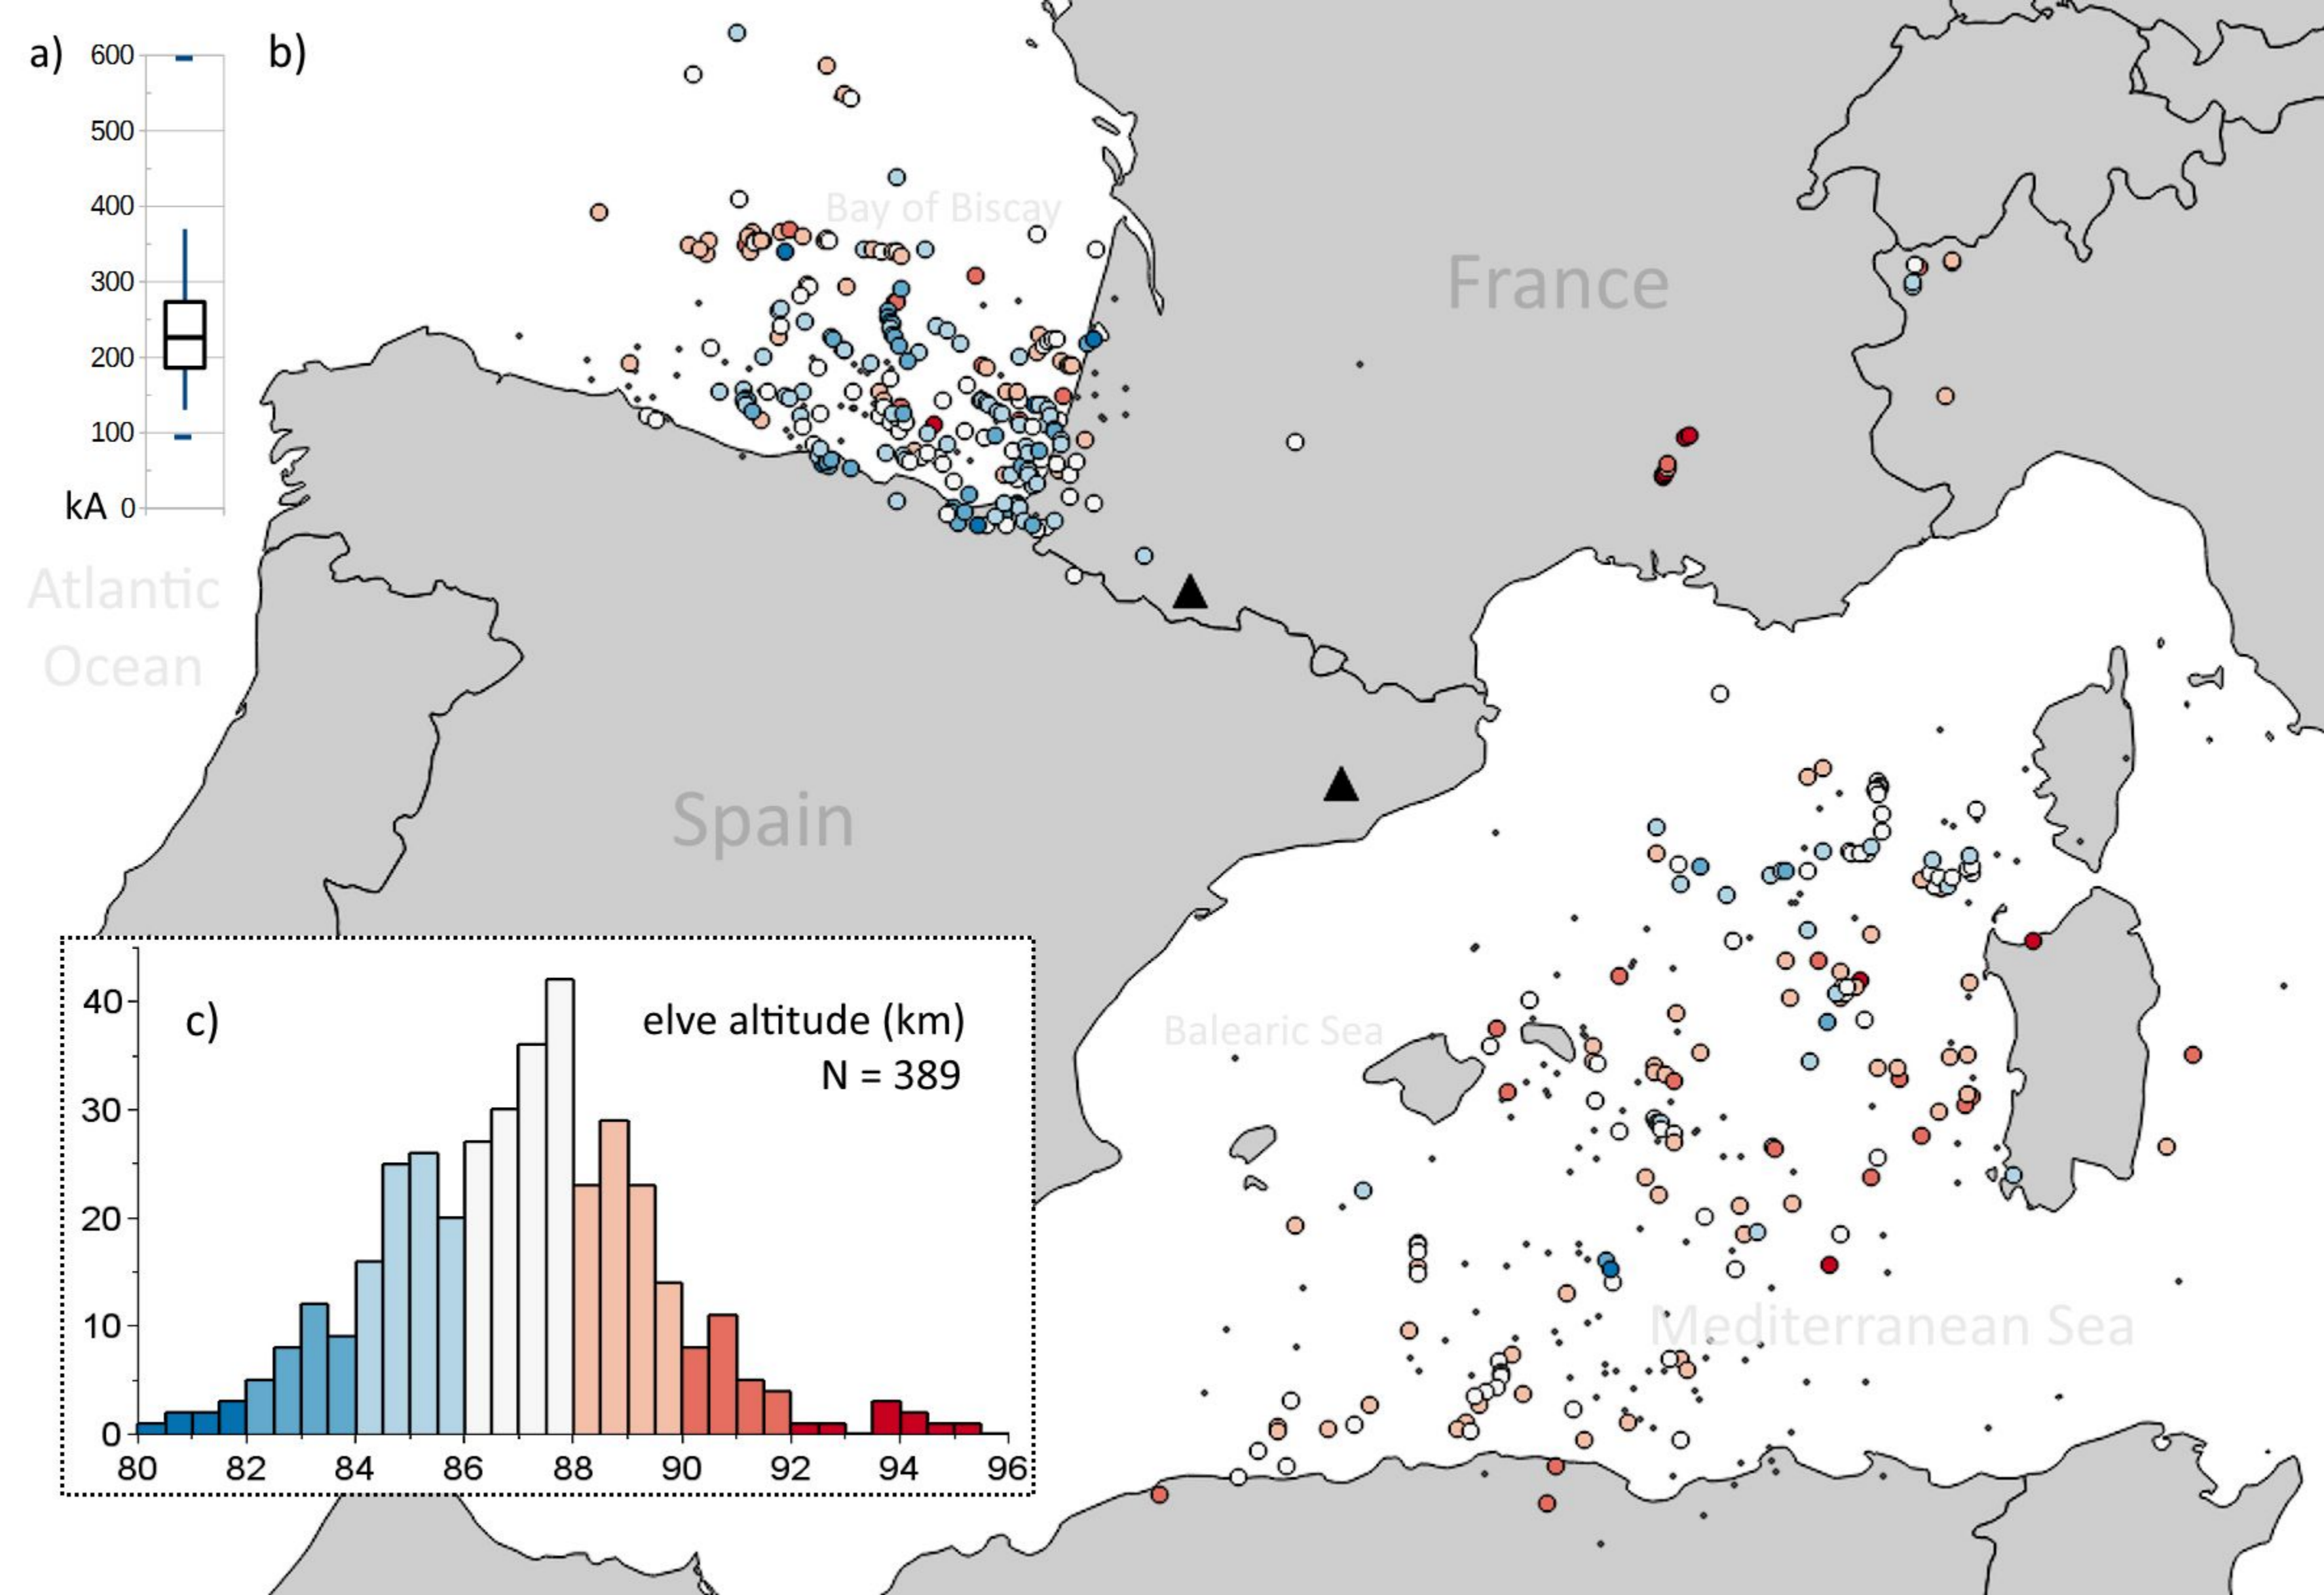 a)
600
500
400
300
200
100
kA 0
b)
Bay of Biscay
France
Atlantic
Ocean
Spain
Balearic Sea
Mediterranean Sea
c)
elve altitude (km)
N = 389
40
30
20
10
0
80 82 84 86 88 90 92 94 96